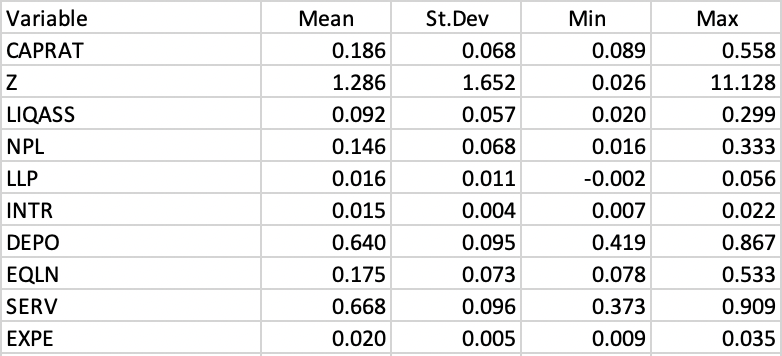 Variable Mean St.Dev Min Max
CAPRAT 0.186 0.068 0.089 0.558
Z 1.286 1.652 0.026 11.128
LIQASS 0.092 0.057 0.020 0.299
NPL 0.146 0.068 0.016 0.333
LLP 0.016 0.011 -0.002 0.056
INTR 0.015 0.004 0.007 0.022
DEPO 0.640 0.095 0.419 0.867
EQLN 0.175 0.073 0.078 0.533
SERV 0.668 0.096 0.373 0.909
EXPE 0.020 0.005 0.009 0.035